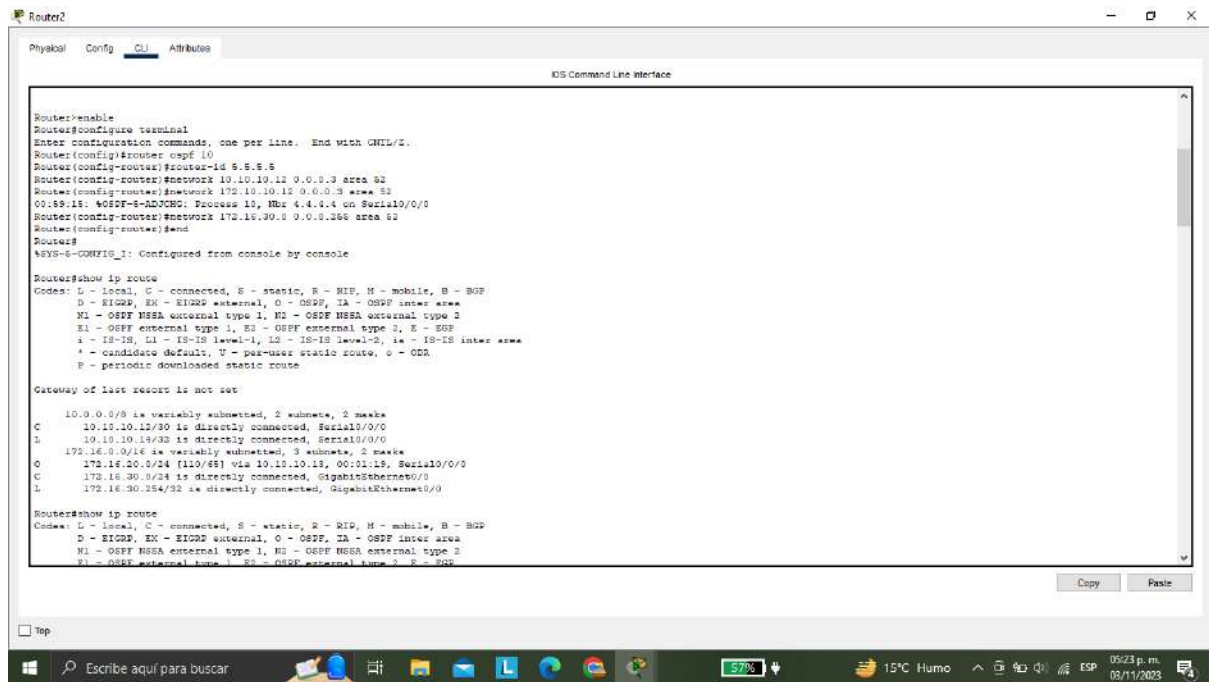 Router2
Physical Config CLI Attributes
IOS Command Line Interface
Router>enable
Router#configure terminal
Enter configuration commands, one per line. End with CNTL/Z.
Router(config)#router ospf 10
Router(config-router)#router-id 5.5.5.5
Router(config-router)#network 10.10.10.12 0.0.0.3 area 52
Router(config-router)#network 172.10.10.12 0.0.0.3 area 52
00:59:15: %OSPF-5-ADJCHG: Process 10, Nbr 4.4.4.4 on Serial0/0/0
Router(config-router)#network 172.16.30.0 0.0.0.255 area 52
Router(config-router)#end
Router#
%SYS-5-CONFIG_I: Configured from console by console
Router#show ip route
Codes: L - local, C - connected, S - static, R - RIP, M - mobile, B - BGP
D - EIGRP, EX - EIGRP external, O - OSPF, IA - OSPF inter area
N1 - OSPF NSSA external type 1, N2 - OSPF NSSA external type 2
E1 - OSPF external type 1, E2 - OSPF external type 2, E - EGP
i - IS-IS, L1 - IS-IS level-1, L2 - IS-IS level-2, ia - IS-IS inter area
* - candidate default, U - per-user static route, o - ODR
P - periodic downloaded static route
Gateway of last resort is not set
10.0.0.0/8 is variably subnetted, 2 subnets, 2 masks
C 10.10.10.12/30 is directly connected, Serial0/0/0
L 10.10.10.14/32 is directly connected, Serial0/0/0
172.16.0.0/16 is variably subnetted, 3 subnets, 2 masks
O 172.16.20.0/24 [110/65] via 10.10.10.13, 00:01:19, Serial0/0/0
C 172.16.30.0/24 is directly connected, GigabitEthernet0/0
L 172.16.30.254/32 is directly connected, GigabitEthernet0/0
Router#show ip route
Codes: L - local, C - connected, S - static, R - RIP, M - mobile, B - BGP
D - EIGRP, EX - EIGRP external, O - OSPF, IA - OSPF inter area
N1 - OSPF NSSA external type 1, N2 - OSPF NSSA external type 2
E1 - OSPF external type 1, E2 - OSPF external type 2, E - EGP
Copy Paste
Top
Escribe aquí para buscar L 57% 15°C Humo ESP 05:23 p. m.
03/11/2023 4